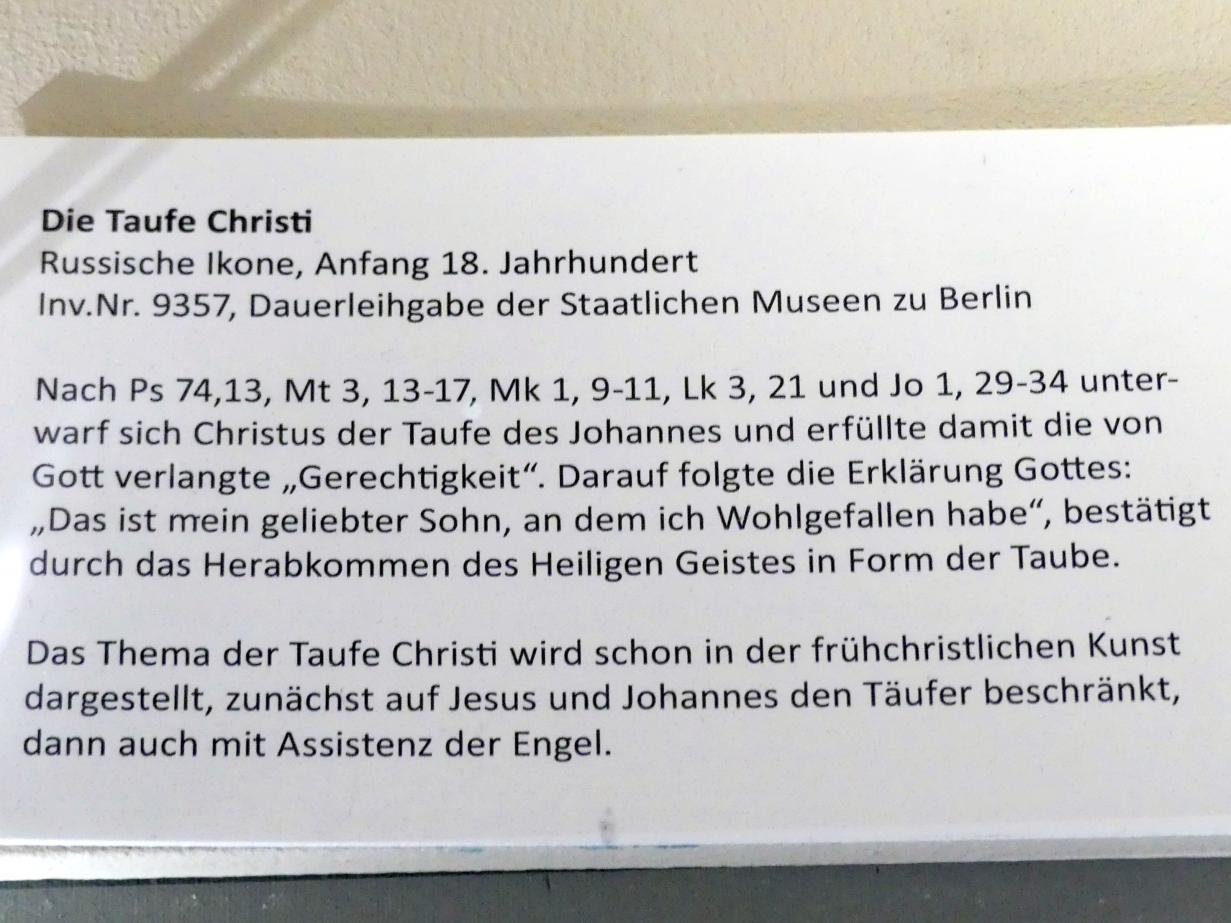 Die Taufe Christi
Russische Ikone, Anfang 18. Jahrhundert
Inv.Nr. 9357, Dauerleihgabe der Staatlichen Museen zu Berlin
Nach Ps 74,13, Mt 3, 13-17, Mk 1, 9-11, Lk 3, 21 und Jo 1, 29-34 unter-
warf sich Christus der Taufe des Johannes und erfüllte damit die von
Gott verlangte „Gerechtigkeit“. Darauf folgte die Erklärung Gottes:
„Das ist mein geliebter Sohn, an dem ich Wohlgefallen habe“, bestätigt
durch das Herabkommen des Heiligen Geistes in Form der Taube.
Das Thema der Taufe Christi wird schon in der frühchristlichen Kunst
dargestellt, zunächst auf Jesus und Johannes den Täufer beschränkt,
dann auch mit Assistenz der Engel.